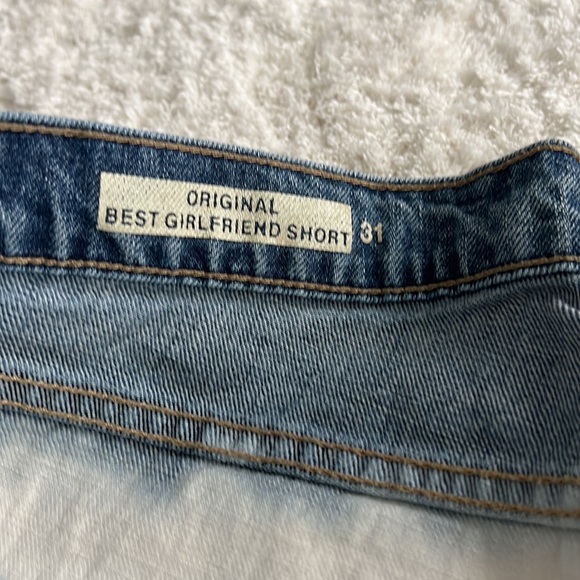 ORIGINAL
BEST GIRLFRIEND SHORT 31